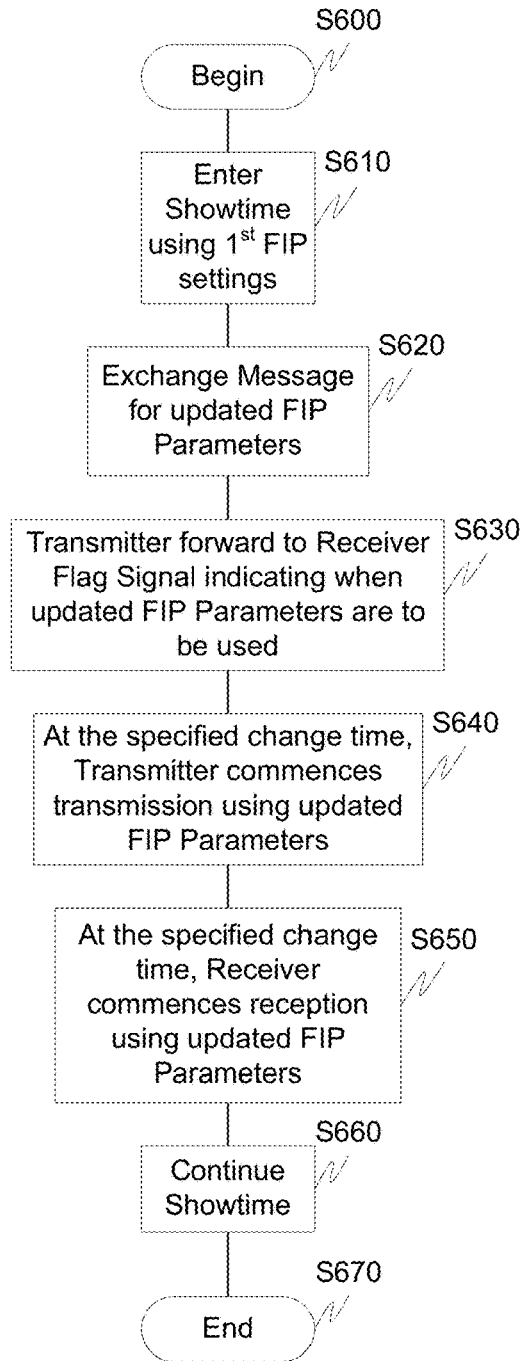 S600
Begin
S610
Enter
Showtime
using 1st FIP
settings
S620
Exchange Message
for updated FIP
Parameters
S630
Transmitter forward to Receiver
Flag Signal indicating when
updated FIP Parameters are to
be used
S640
At the specified change time,
Transmitter commences
transmission using updated
FIP Parameters
S650
At the specified change
time, Receiver
commences reception
using updated FIP
Parameters
S660
Continue
Showtime
S670
End